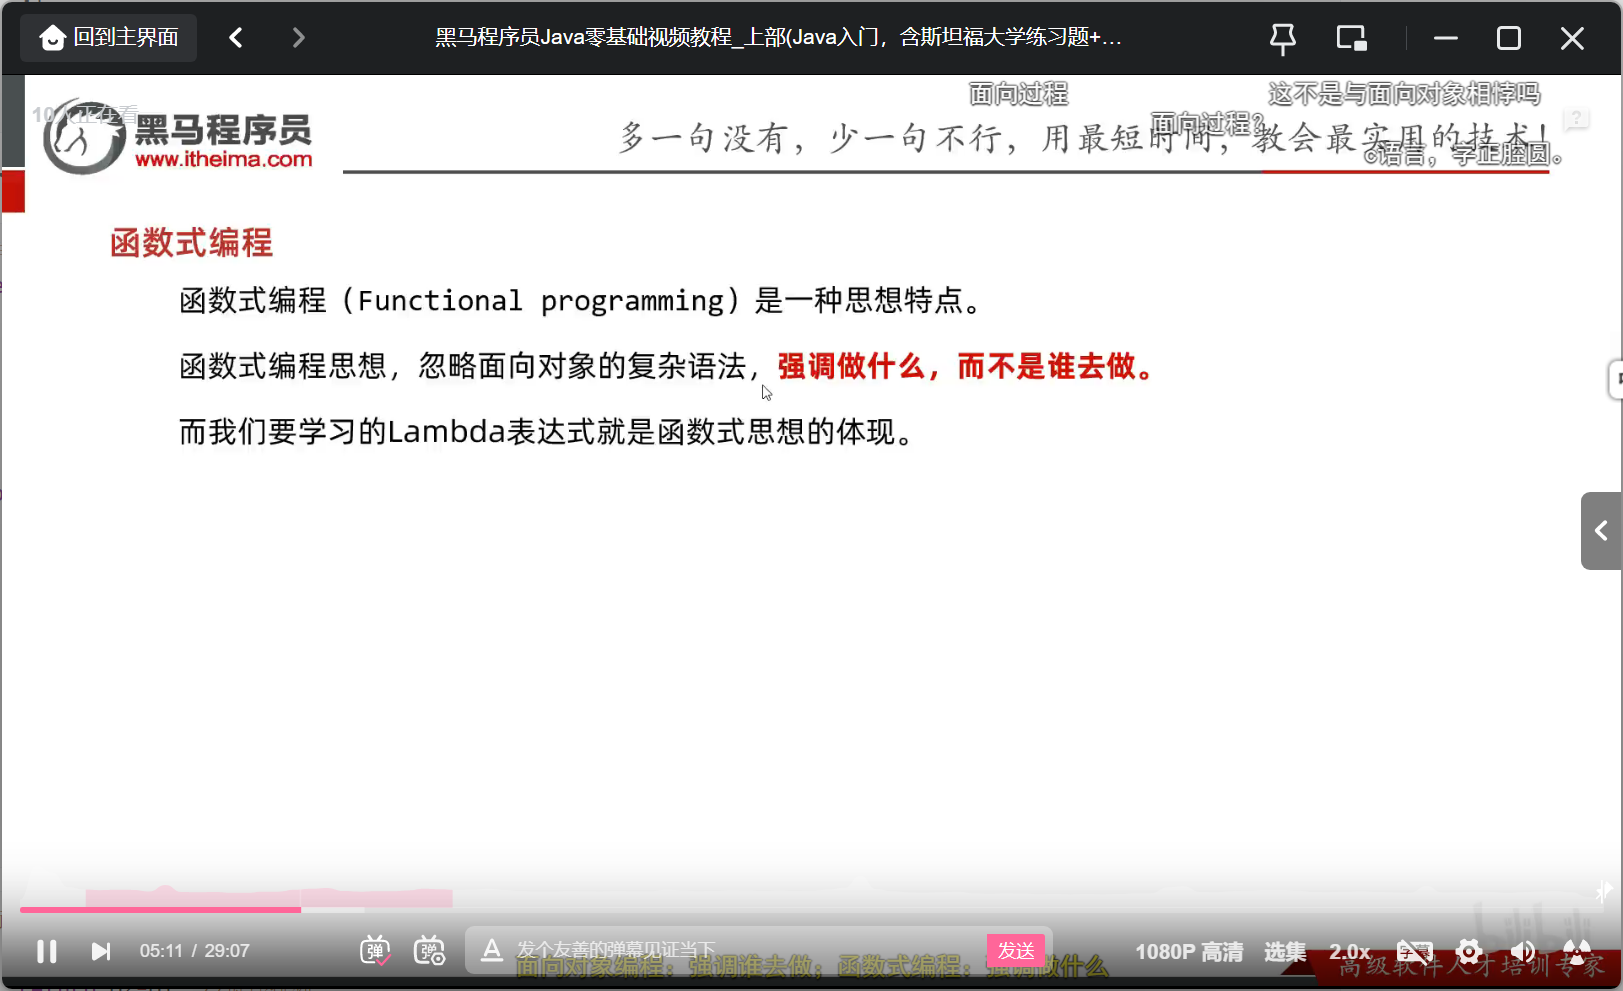 回到主界面
黑马程序员Java零基础视频教程_上部(Java入门，含斯坦福大学练习题+...
10人正在看
面向过程
这不是与面向对象相悖吗
面向过程?
c语言，字正腔圆。
黑马程序员
www.itheima.com
多一句没有，少一句不行，用最短时间，教会最实用的技术！
函数式编程
函数式编程（Functional programming）是一种思想特点。
函数式编程思想，忽略面向对象的复杂语法，强调做什么，而不是谁去做。
而我们要学习的Lambda表达式就是函数式思想的体现。
05:11 / 29:07
弹
弹
A 发个友善的弹幕见证当下
发送
1080P 高清
选集
2.0x
字幕
面向对象编程：强调谁去做；函数式编程：强调做什么
高级软件人才培训专家
bilibili